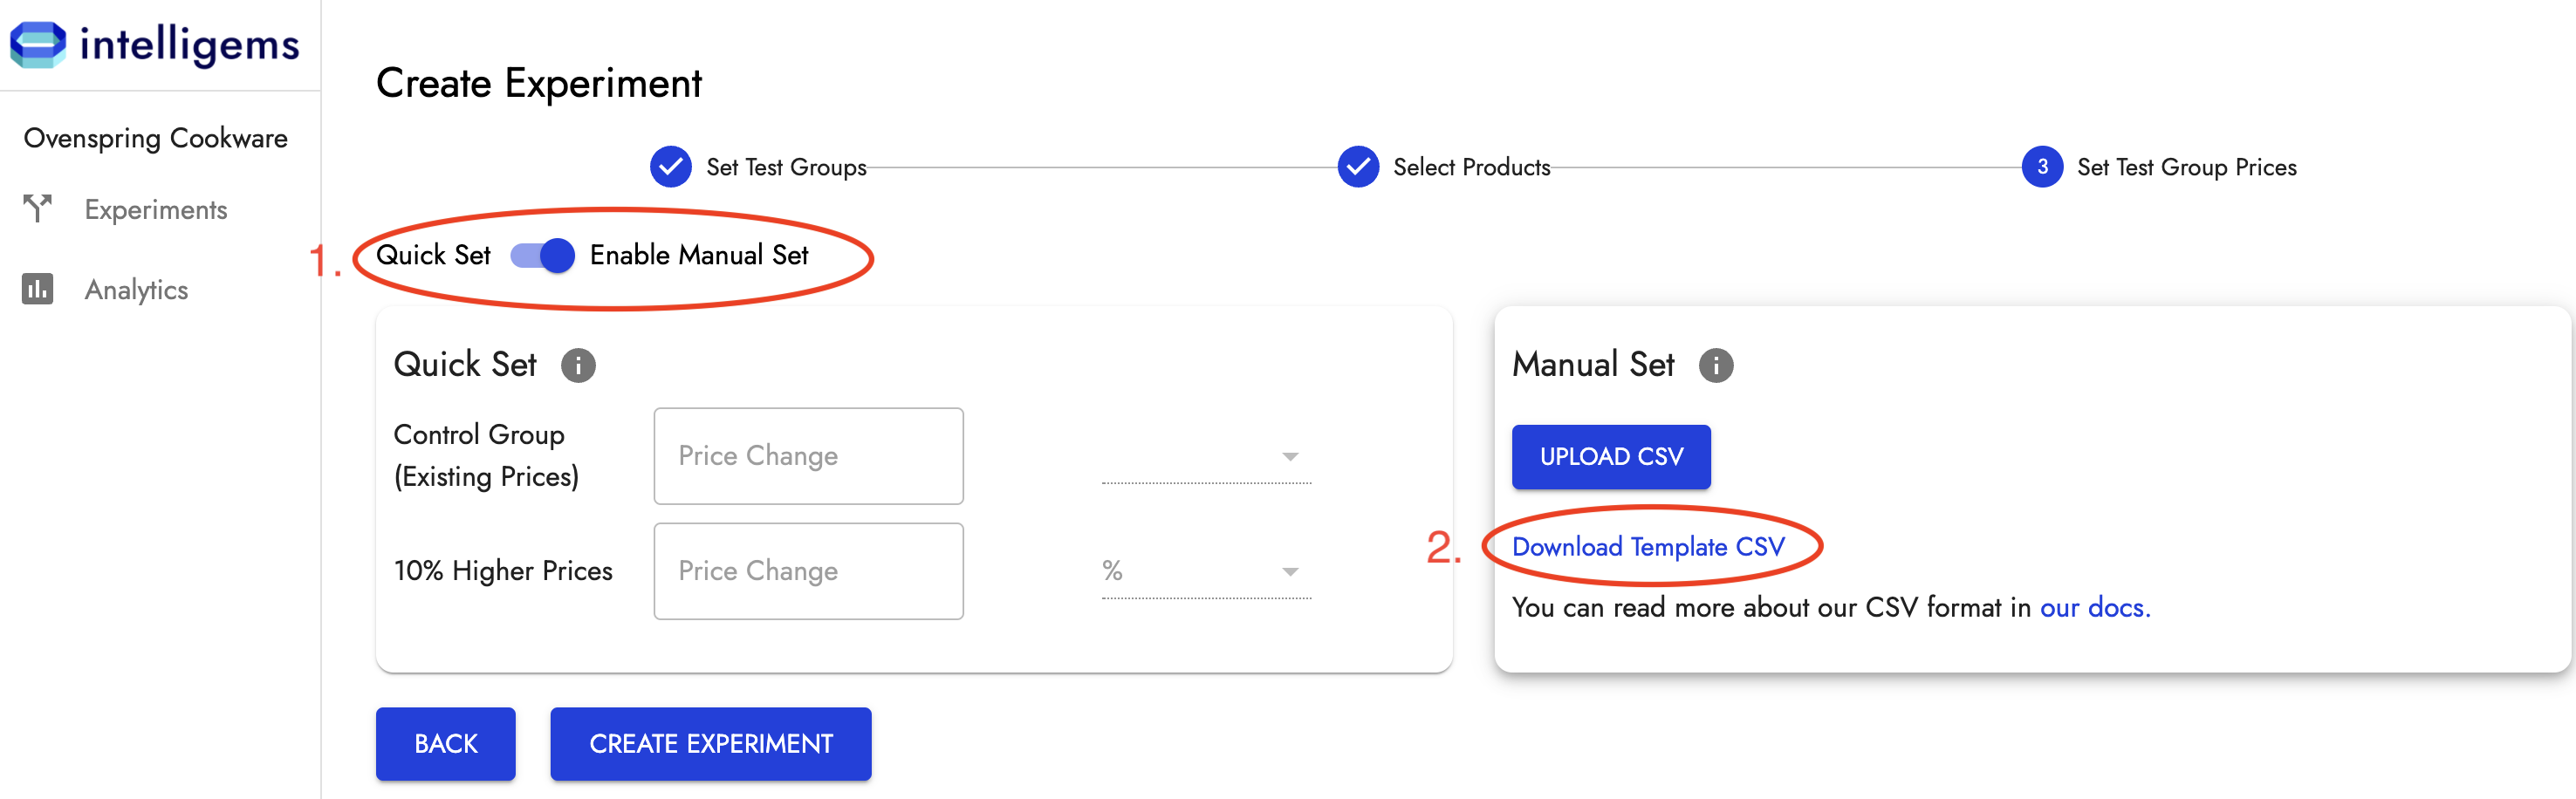 intelligems
Ovenspring Cookware
Experiments
Analytics
Create Experiment
Set Test Groups
Select Products
3 Set Test Group Prices
1. Quick Set Enable Manual Set
Quick Set i
Control Group
(Existing Prices)
Price Change
10% Higher Prices
Price Change
%
Manual Set i
UPLOAD CSV
2. Download Template CSV
You can read more about our CSV format in our docs.
BACK
CREATE EXPERIMENT